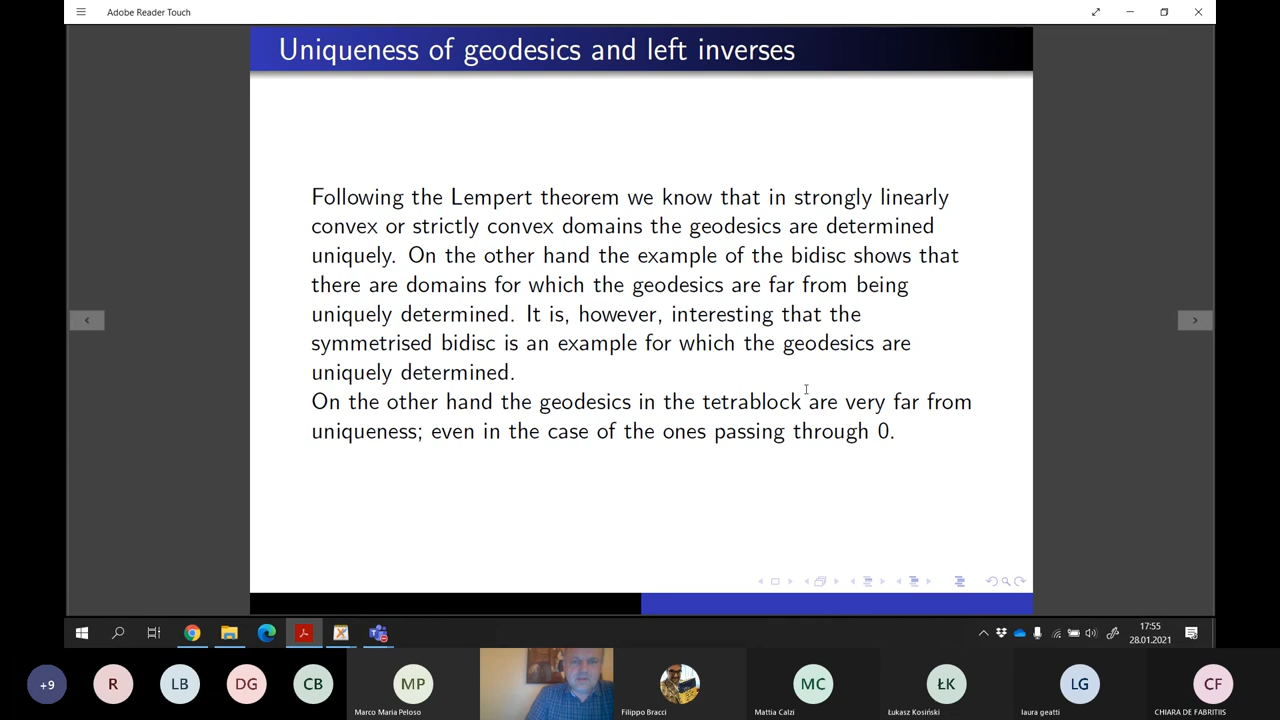 Adobe Reader Touch
Uniqueness of geodesics and left inverses
Following the Lempert theorem we know that in strongly linearly
convex or strictly convex domains the geodesics are determined
uniquely. On the other hand the example of the bidisc shows that
there are domains for which the geodesics are far from being
uniquely determined. It is, however, interesting that the
symmetrised bidisc is an example for which the geodesics are
uniquely determined.
On the other hand the geodesics in the tetrablock are very far from
uniqueness; even in the case of the ones passing through 0.
17:55
28.01.2021
+9
R
LB
DG
CB
MP
MC
ŁK
LG
CF
Marco Maria Peloso
Filippo Bracci
Mattia Calzi
Łukasz Kosiński
laura geatti
CHIARA DE FABRITIIS